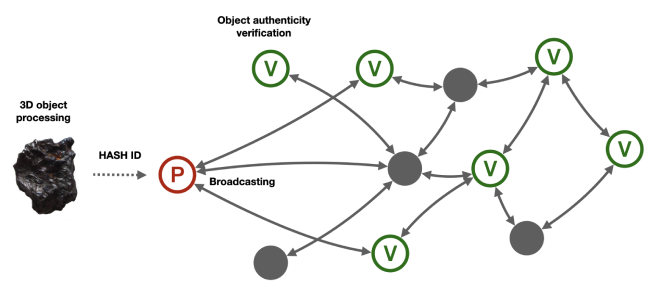 Object authenticity
verification
V
V
V
3D object
processing
HASH ID
P
Broadcasting
V
V
V